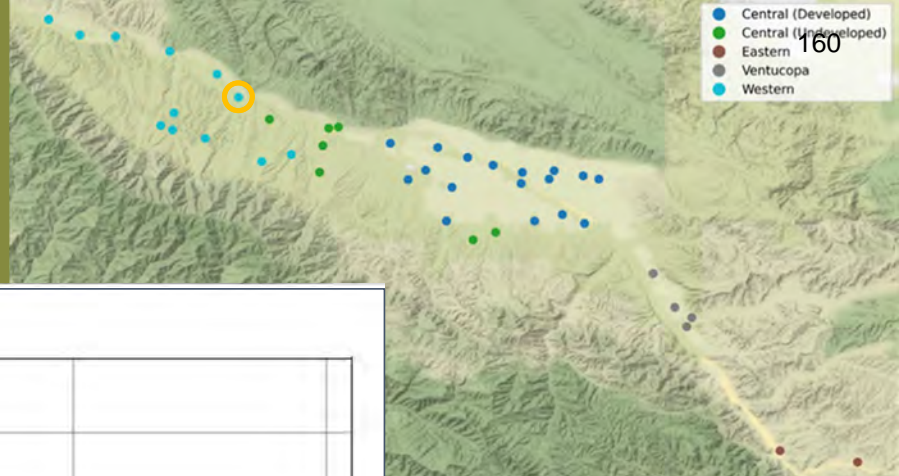 Central (Developed)
Central (Undeveloped)
160
Eastern
Ventucopa
Western